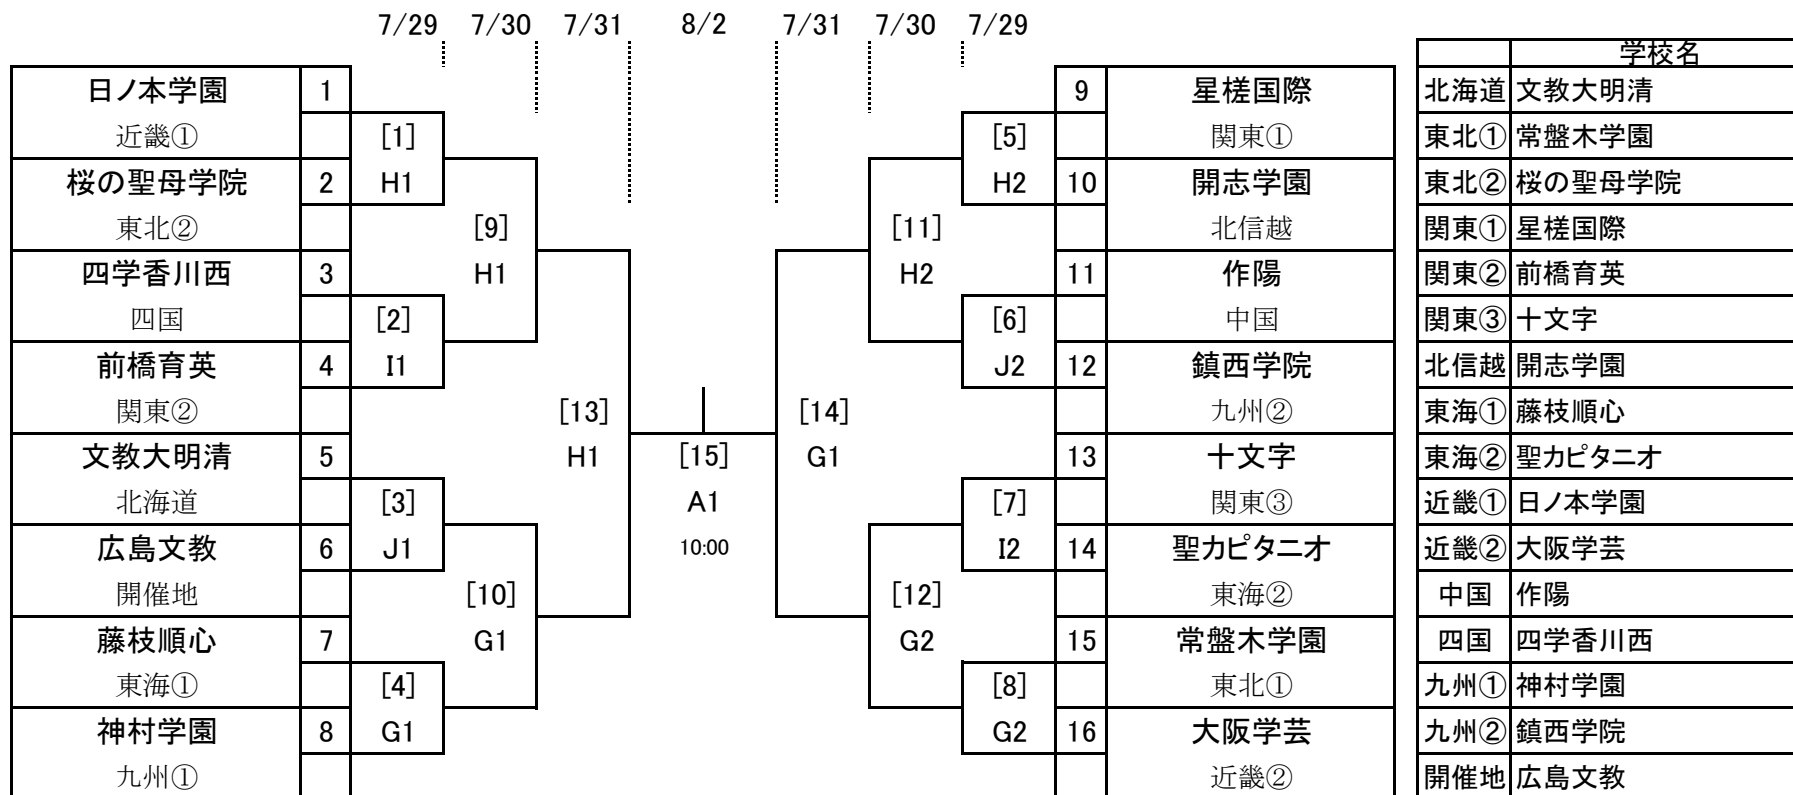 7/29 7/30 7/31 8/2 7/31 7/30 7/29
学校名
日ノ本学園 1 9 星槎国際 北海道 文教大明清
近畿① [1] [5] 関東① 東北① 常盤木学園
桜の聖母学院 2 H1 H2 10 開志学園 東北② 桜の聖母学院
東北② [9] [11] 北信越 関東① 星槎国際
四学香川西 3 H1 H2 11 作陽 関東② 前橋育英
四国 [2] [6] 中国 関東③ 十文字
前橋育英 4 I1 J2 12 鎮西学院 北信越 開志学園
関東② [13] [14] 九州② 東海① 藤枝順心
文教大明清 5 H1 [15] G1 13 十文字 東海② 聖カピタニオ
北海道 [3] A1 [7] 関東③ 近畿① 日ノ本学園
広島文教 6 J1 10:00 I2 14 聖カピタニオ 近畿② 大阪学芸
開催地 [10] [12] 東海② 中国 作陽
藤枝順心 7 G1 G2 15 常盤木学園 四国 四学香川西
東海① [4] [8] 東北① 九州① 神村学園
神村学園 8 G1 G2 16 大阪学芸 九州② 鎮西学院
九州① 近畿② 開催地 広島文教